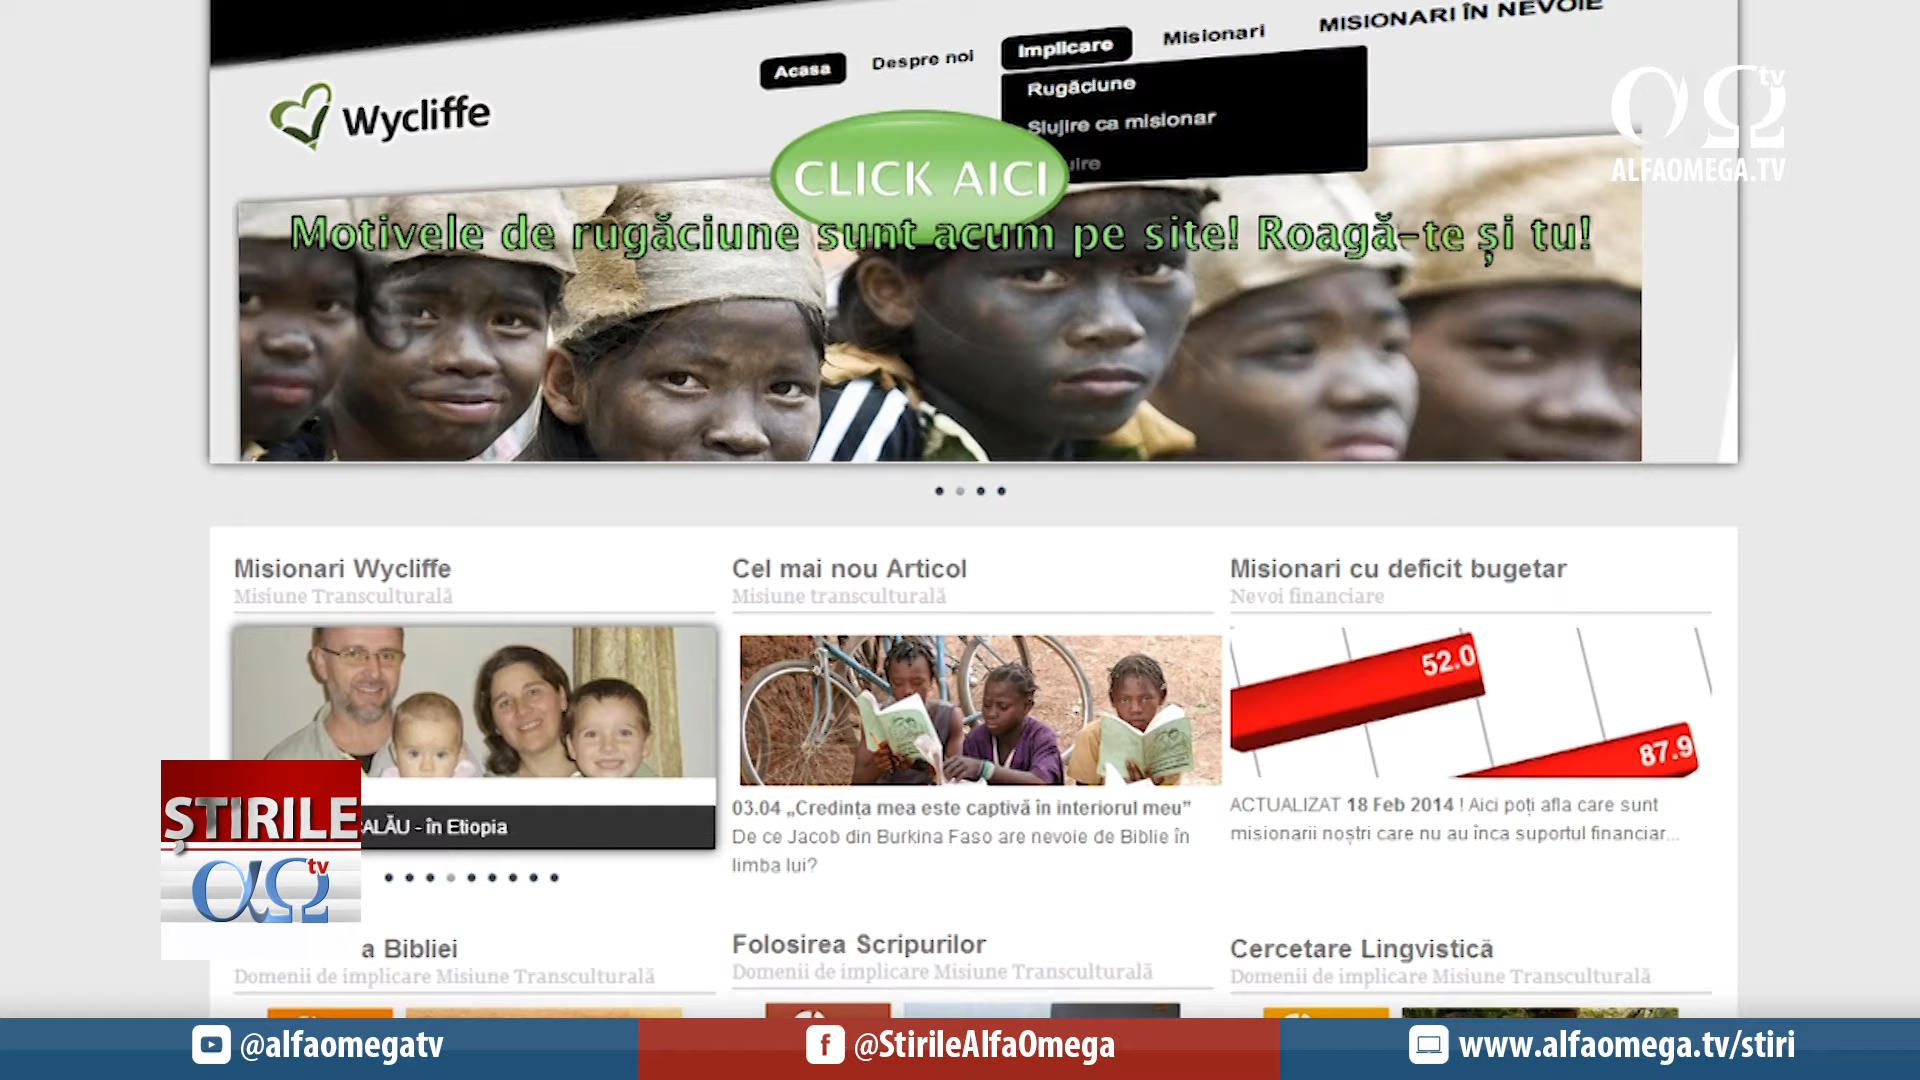 MISIONARI ÎN NEVOIE
Misionari
Implicare
Despre noi
Acasa
Wycliffe
Rugăciune
Slujire ca misionar
tv
ALFAOMEGA.TV
CLICK AICI
Motivele de rugăciune sunt acum pe site! Roagă-te și tu!
Misionari Wycliffe
Misiune Transculturală
Cel mai nou Articol
Misiune transculturală
Misionari cu deficit bugetar
Nevoi financiare
52.0
87.9
03.04 „Credința mea este captivă în interiorul meu”
De ce Jacob din Burkina Faso are nevoie de Biblie în
limba lui?
ACTUALIZAT 18 Feb 2014 ! Aici poți afla care sunt
misionarii noștri care nu au înca suportul financiar...
ȘTIRILE
ALĂU - în Etiopia
αΩ tv
a Bibliei
Domenii de implicare Misiune Transculturală
Folosirea Scripurilor
Domenii de implicare Misiune Transculturală
Cercetare Lingvistică
Domenii de implicare Misiune Transculturală
@alfaomegatv
@StirileAlfaOmega
www.alfaomega.tv/stiri